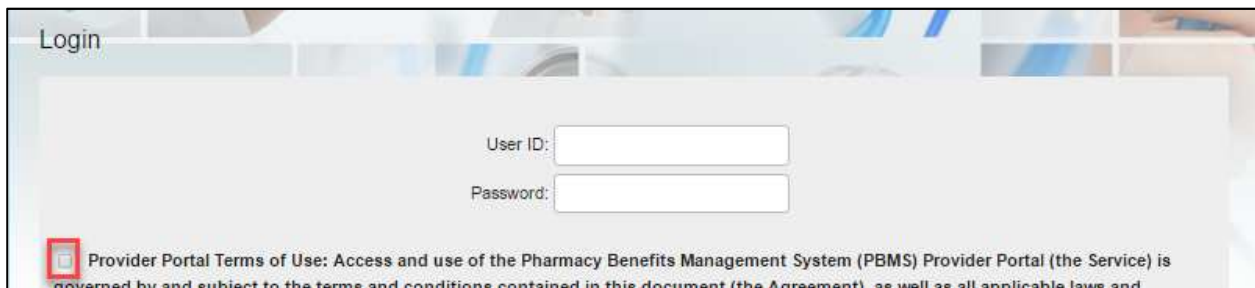 Login
User ID:
Password:
Provider Portal Terms of Use: Access and use of the Pharmacy Benefits Management System (PBMS) Provider Portal (the Service) is
governed by and subject to the terms and conditions contained in this document (the Agreement), as well as all applicable laws and